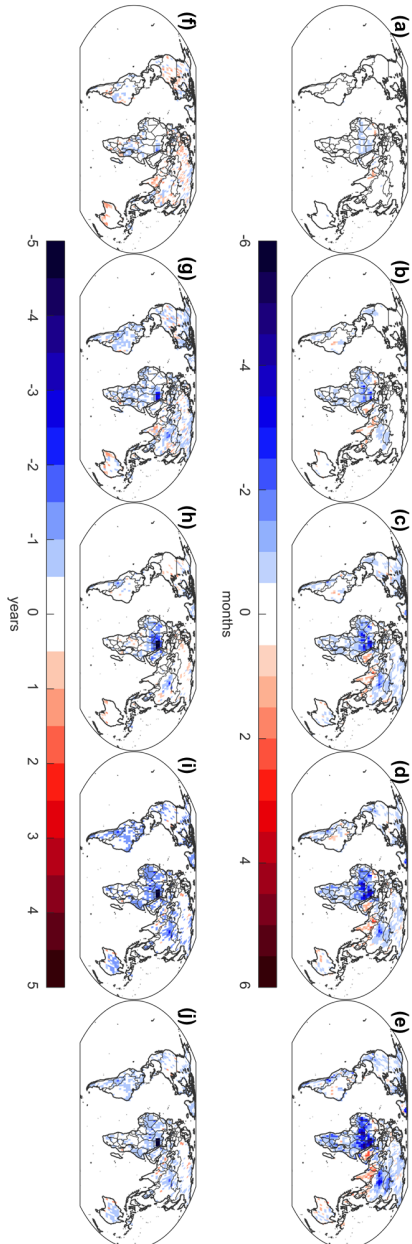 (a) (b) (c) (d) (e)
-6 -4 -2 0 2 4 6
months
(f) (g) (h) (i) (j)
-5 -4 -3 -2 -1 0 1 2 3 4 5
years